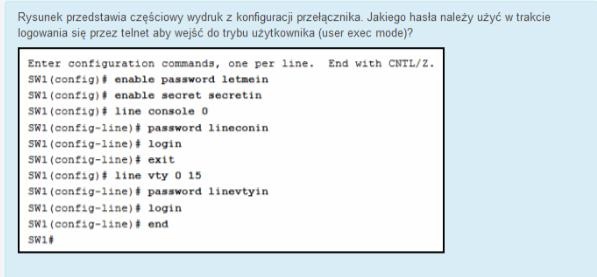 Rysunek przedstawia częściowy wydruk z konfiguracji przełącznika. Jakiego hasła należy użyć w trakcie
logowania się przez telnet aby wejść do trybu użytkownika (user exec mode)?
Enter configuration commands, one per line.  End with CNTL/Z.
SW1(config)# enable password letmein
SW1(config)# enable secret secretin
SW1(config)# line console 0
SW1(config-line)# password lineconin
SW1(config-line)# login
SW1(config-line)# exit
SW1(config)# line vty 0 15
SW1(config-line)# password linevtyin
SW1(config-line)# login
SW1(config-line)# end
SW1#